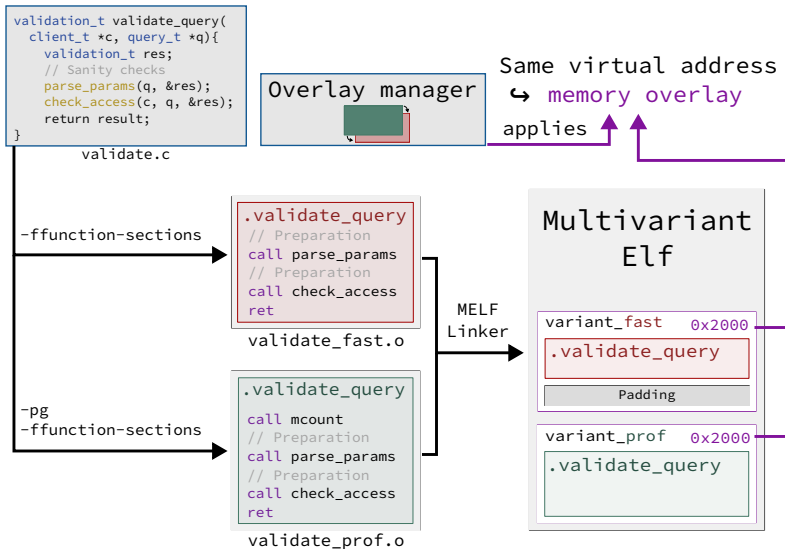 validation_t validate_query(
client_t *c, query_t *q){
validation_t res;
// Sanity checks
parse_params(q, &res);
check_access(c, q, &res);
return result;
}
validate.c
Overlay manager
Same virtual address
↪ memory overlay
applies
-ffunction-sections
.validate_query
// Preparation
call parse_params
// Preparation
call check_access
ret
validate_fast.o
-pg
-ffunction-sections
.validate_query
call mcount
// Preparation
call parse_params
// Preparation
call check_access
ret
validate_prof.o
MELF
Linker
Multivariant
Elf
variant_fast 0x2000
.validate_query
Padding
variant_prof 0x2000
.validate_query